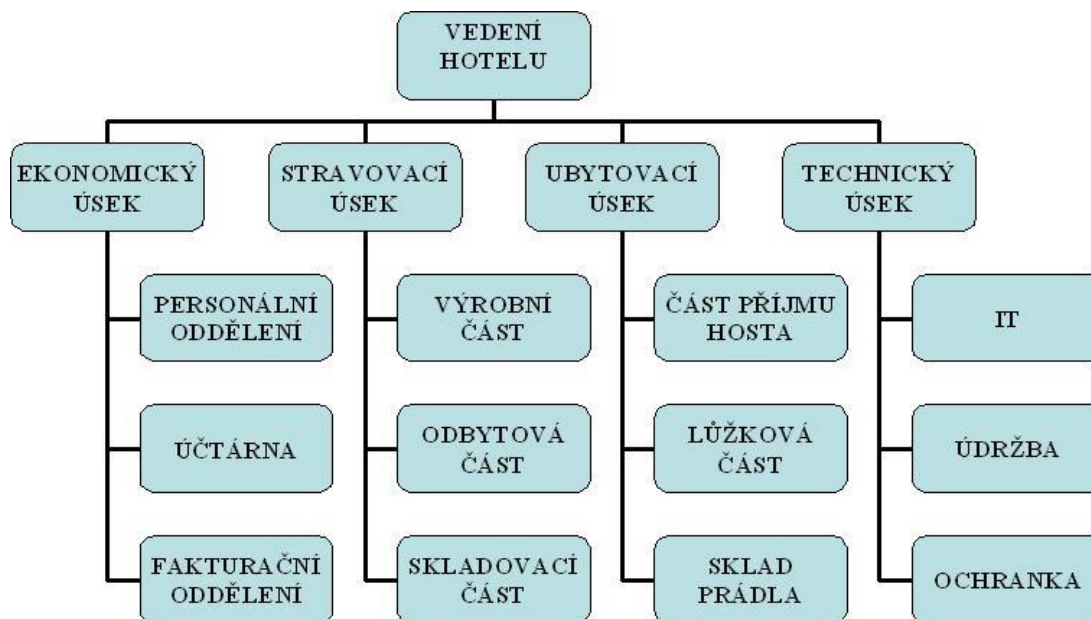 VEDENÍ
HOTELU
EKONOMICKÝ
ÚSEK
STRAVOVACÍ
ÚSEK
UBYTOVACÍ
ÚSEK
TECHNICKÝ
ÚSEK
PERSONÁLNÍ
ODDĚLENÍ
VÝROBNÍ
ČÁST
ČÁST PŘÍJMU
HOSTA
IT
ÚČTÁRNA
ODBYTOVÁ
ČÁST
LŮŽKOVÁ
ČÁST
ÚDRŽBA
FAKTURAČNÍ
ODDĚLENÍ
SKLADOVACÍ
ČÁST
SKLAD
PRÁDLA
OCHRANKA